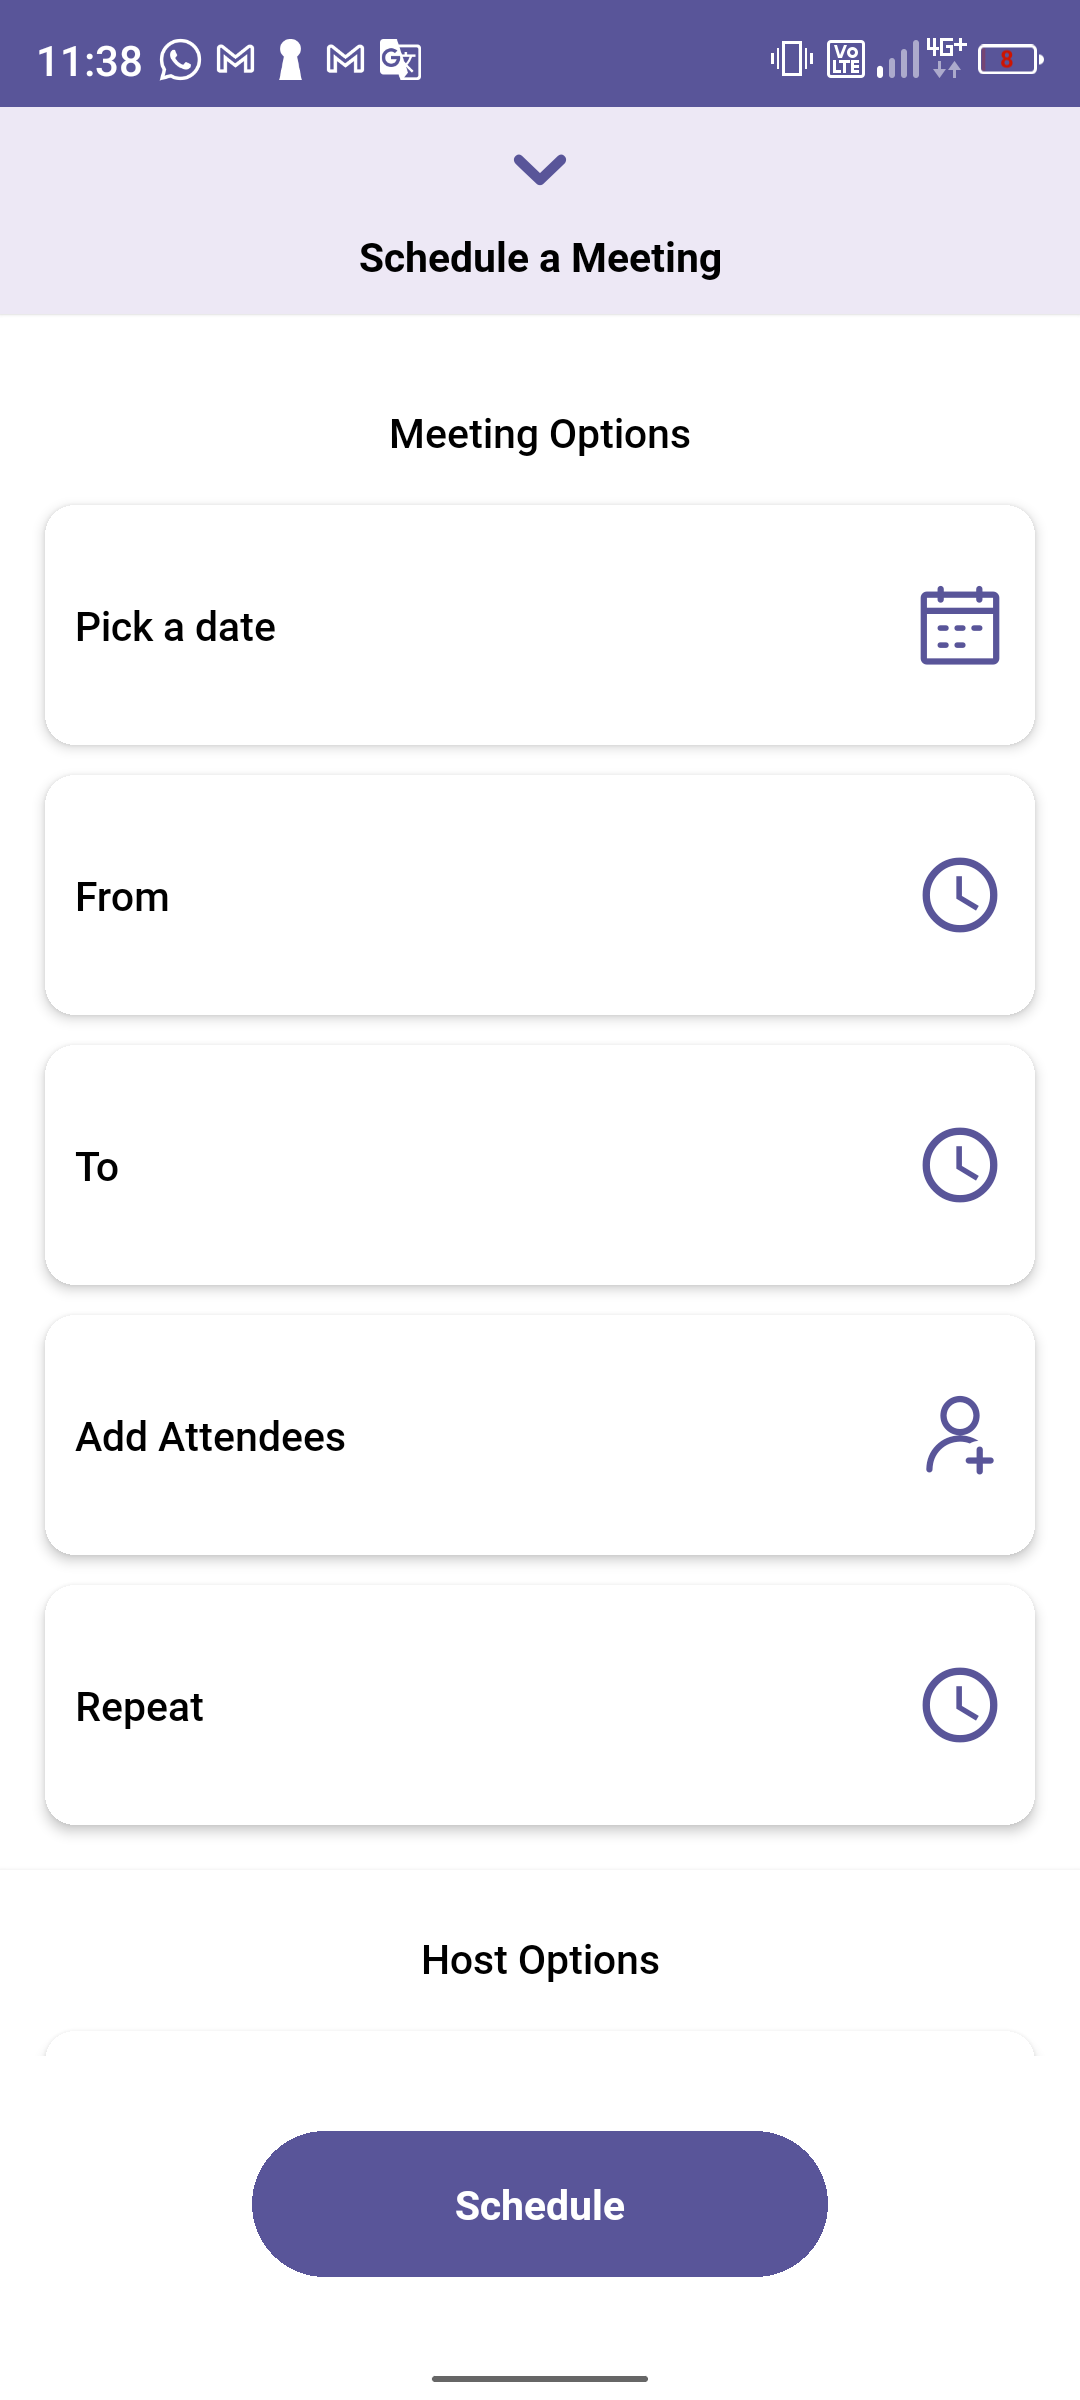 11:38
VO
LTE
4G+
8
Schedule a Meeting
Meeting Options
Pick a date
From
To
Add Attendees
Repeat
Host Options
Schedule